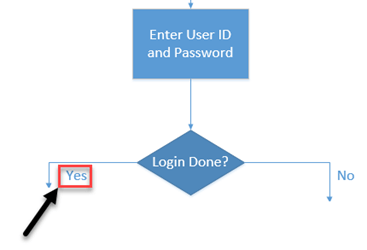 Enter User ID
and Password
Login Done?
Yes
No